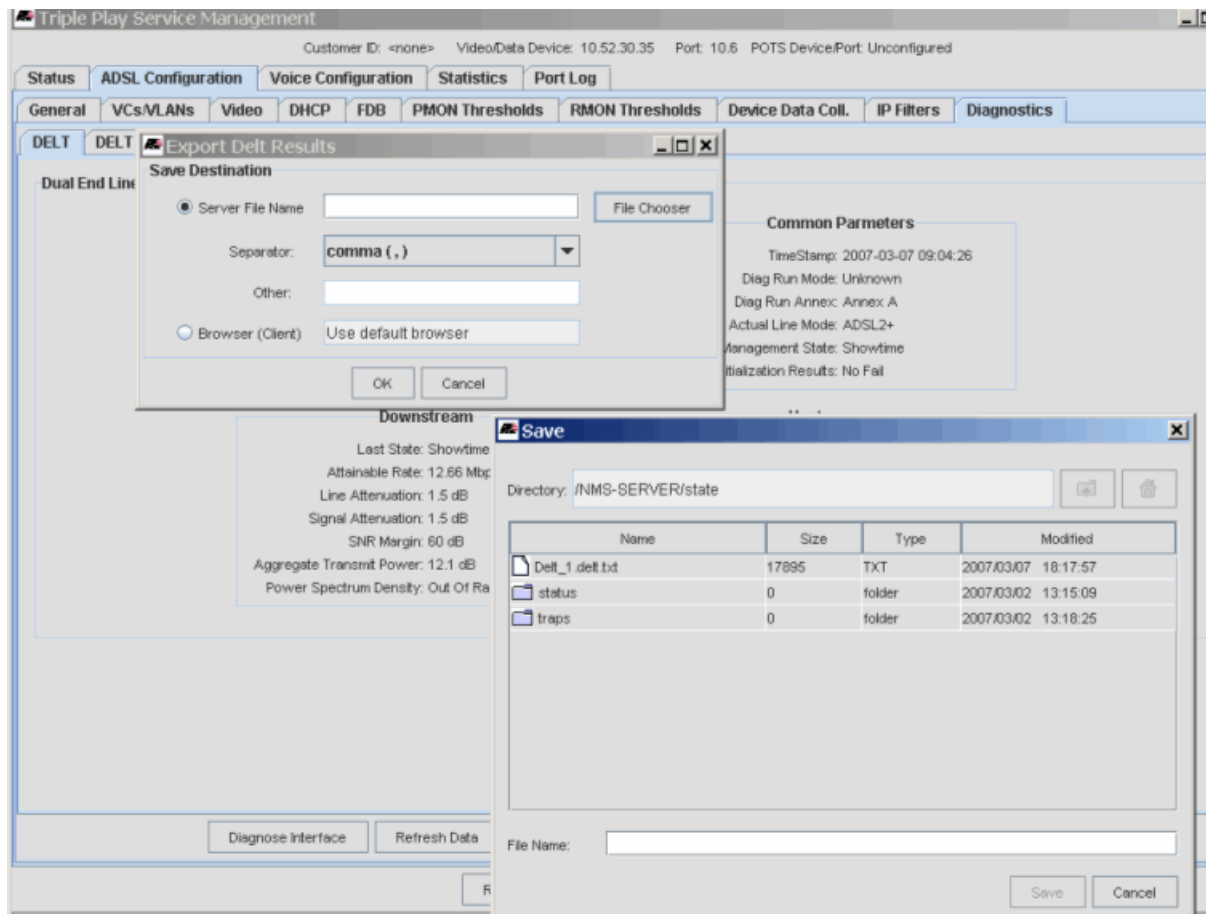 Triple Play Service Management
Customer ID: <none> Video/Data Device: 10.52.30.35 Port: 10.6 POTS Device/Port: Unconfigured
Status ADSL Configuration Voice Configuration Statistics Port Log
General VCs/VLANs Video DHCP FDB PMON Thresholds RMON Thresholds Device Data Coll. IP Filters Diagnostics
DELT DELT
Dual End Line
Export Delt Results
Save Destination
Server File Name File Chooser
Separator: comma (,)
Other:
Browser (Client) Use default browser
OK Cancel
Common Parmeters
TimeStamp: 2007-03-07 09:04:26
Diag Run Mode: Unknown
Diag Run Annex: Annex A
Actual Line Mode: ADSL2+
Management State: Showtime
itialization Results: No Fail
Downstream
Last State: Showtime
Attainable Rate: 12.66 Mbp
Line Attenuation: 1.5 dB
Signal Attenuation: 1.5 dB
SNR Margin: 60 dB
Aggregate Transmit Power: 12.1 dB
Power Spectrum Density: Out Of Ra
Save
Directory: /NMS-SERVER/state
Name Size Type Modified
Delt_1.delt.txt 17895 TXT 2007/03/07 18:17:57
status 0 folder 2007/03/02 13:15:09
traps 0 folder 2007/03/02 13:18:25
File Name:
Save Cancel
Diagnose Interface Refresh Data
R